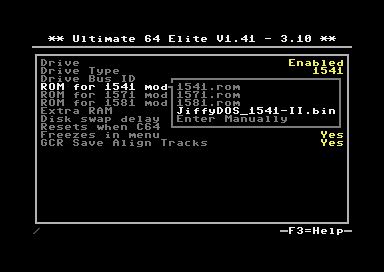 ** Ultimate 64 Elite V1.41 - 3.10 **
Drive Enabled
Drive Type 1541
Drive Bus ID
ROM for 1541 mod 1541.rom
ROM for 1571 mod 1571.rom
ROM for 1581 mod 1581.rom
Extra RAM JiffyDOS_1541-II.bin
Disk swap delay Enter Manually
Resets when C64
Freezes in menu Yes
GCR Save Align Tracks Yes
/ F3=Help